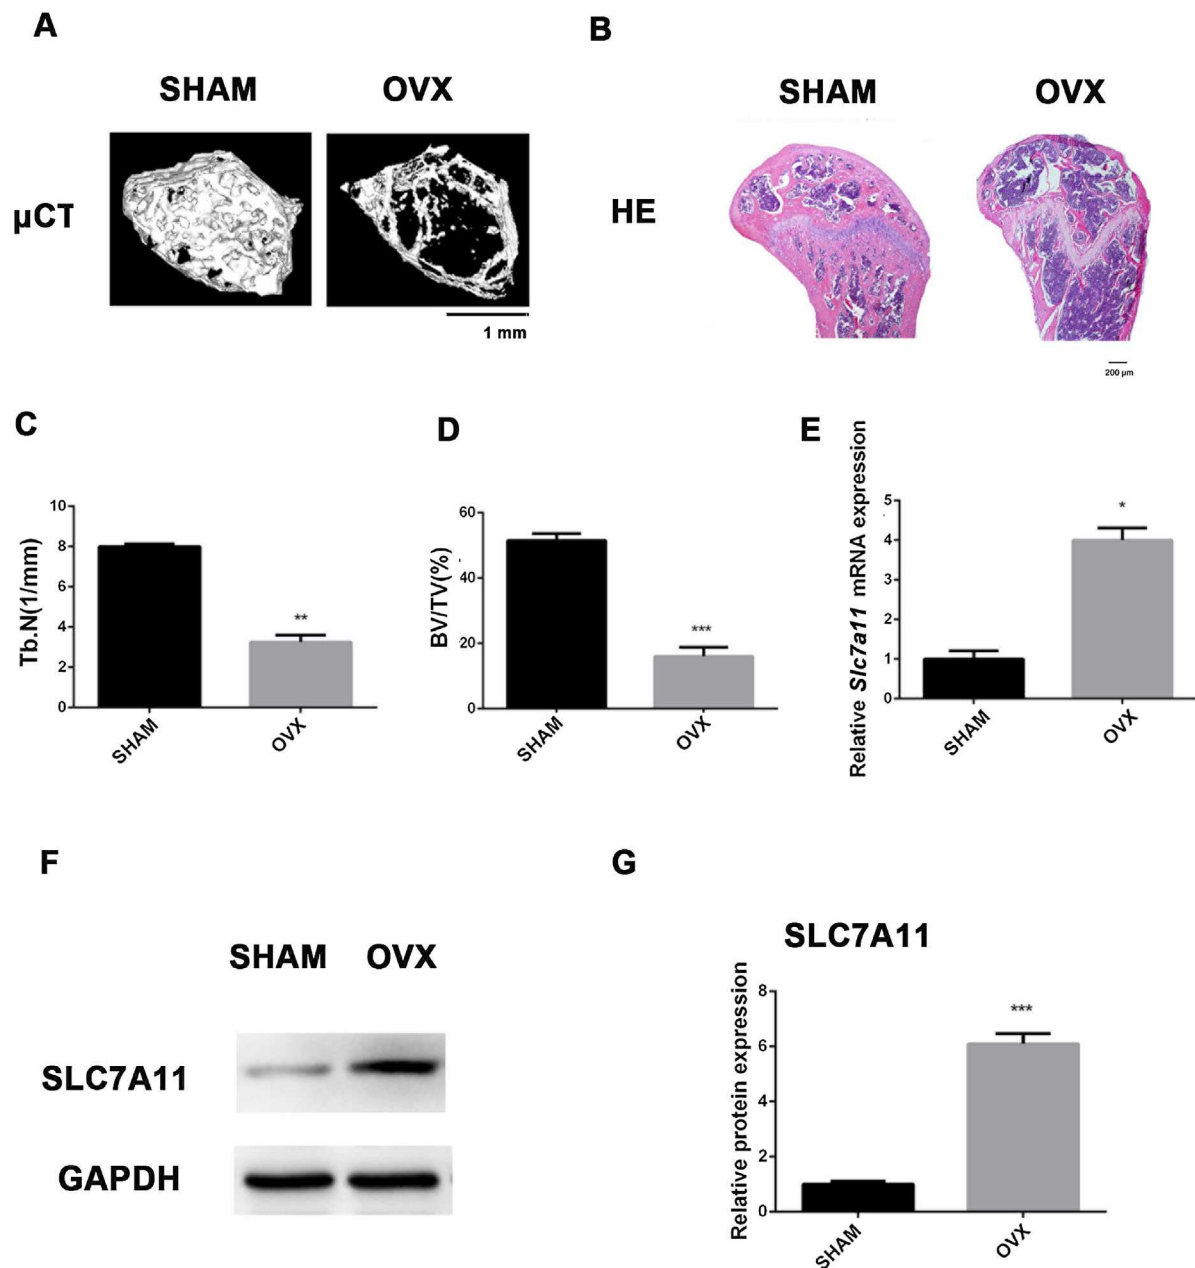 A
B
SHAM OVX
SHAM OVX
μCT
HE
1 mm
200 μm
C
D
E
Tb.N(1/mm)
10
8
6
4
2
0
**
SHAM
OVX
BV/TV(%)
60
40
20
0
***
SHAM
OVX
Relative Slc7a11 mRNA expression
5
4
3
2
1
0
*
SHAM
OVX
F
G
SHAM OVX
SLC7A11
GAPDH
SLC7A11
Relative protein expression
8
6
4
2
0
***
SHAM
OVX